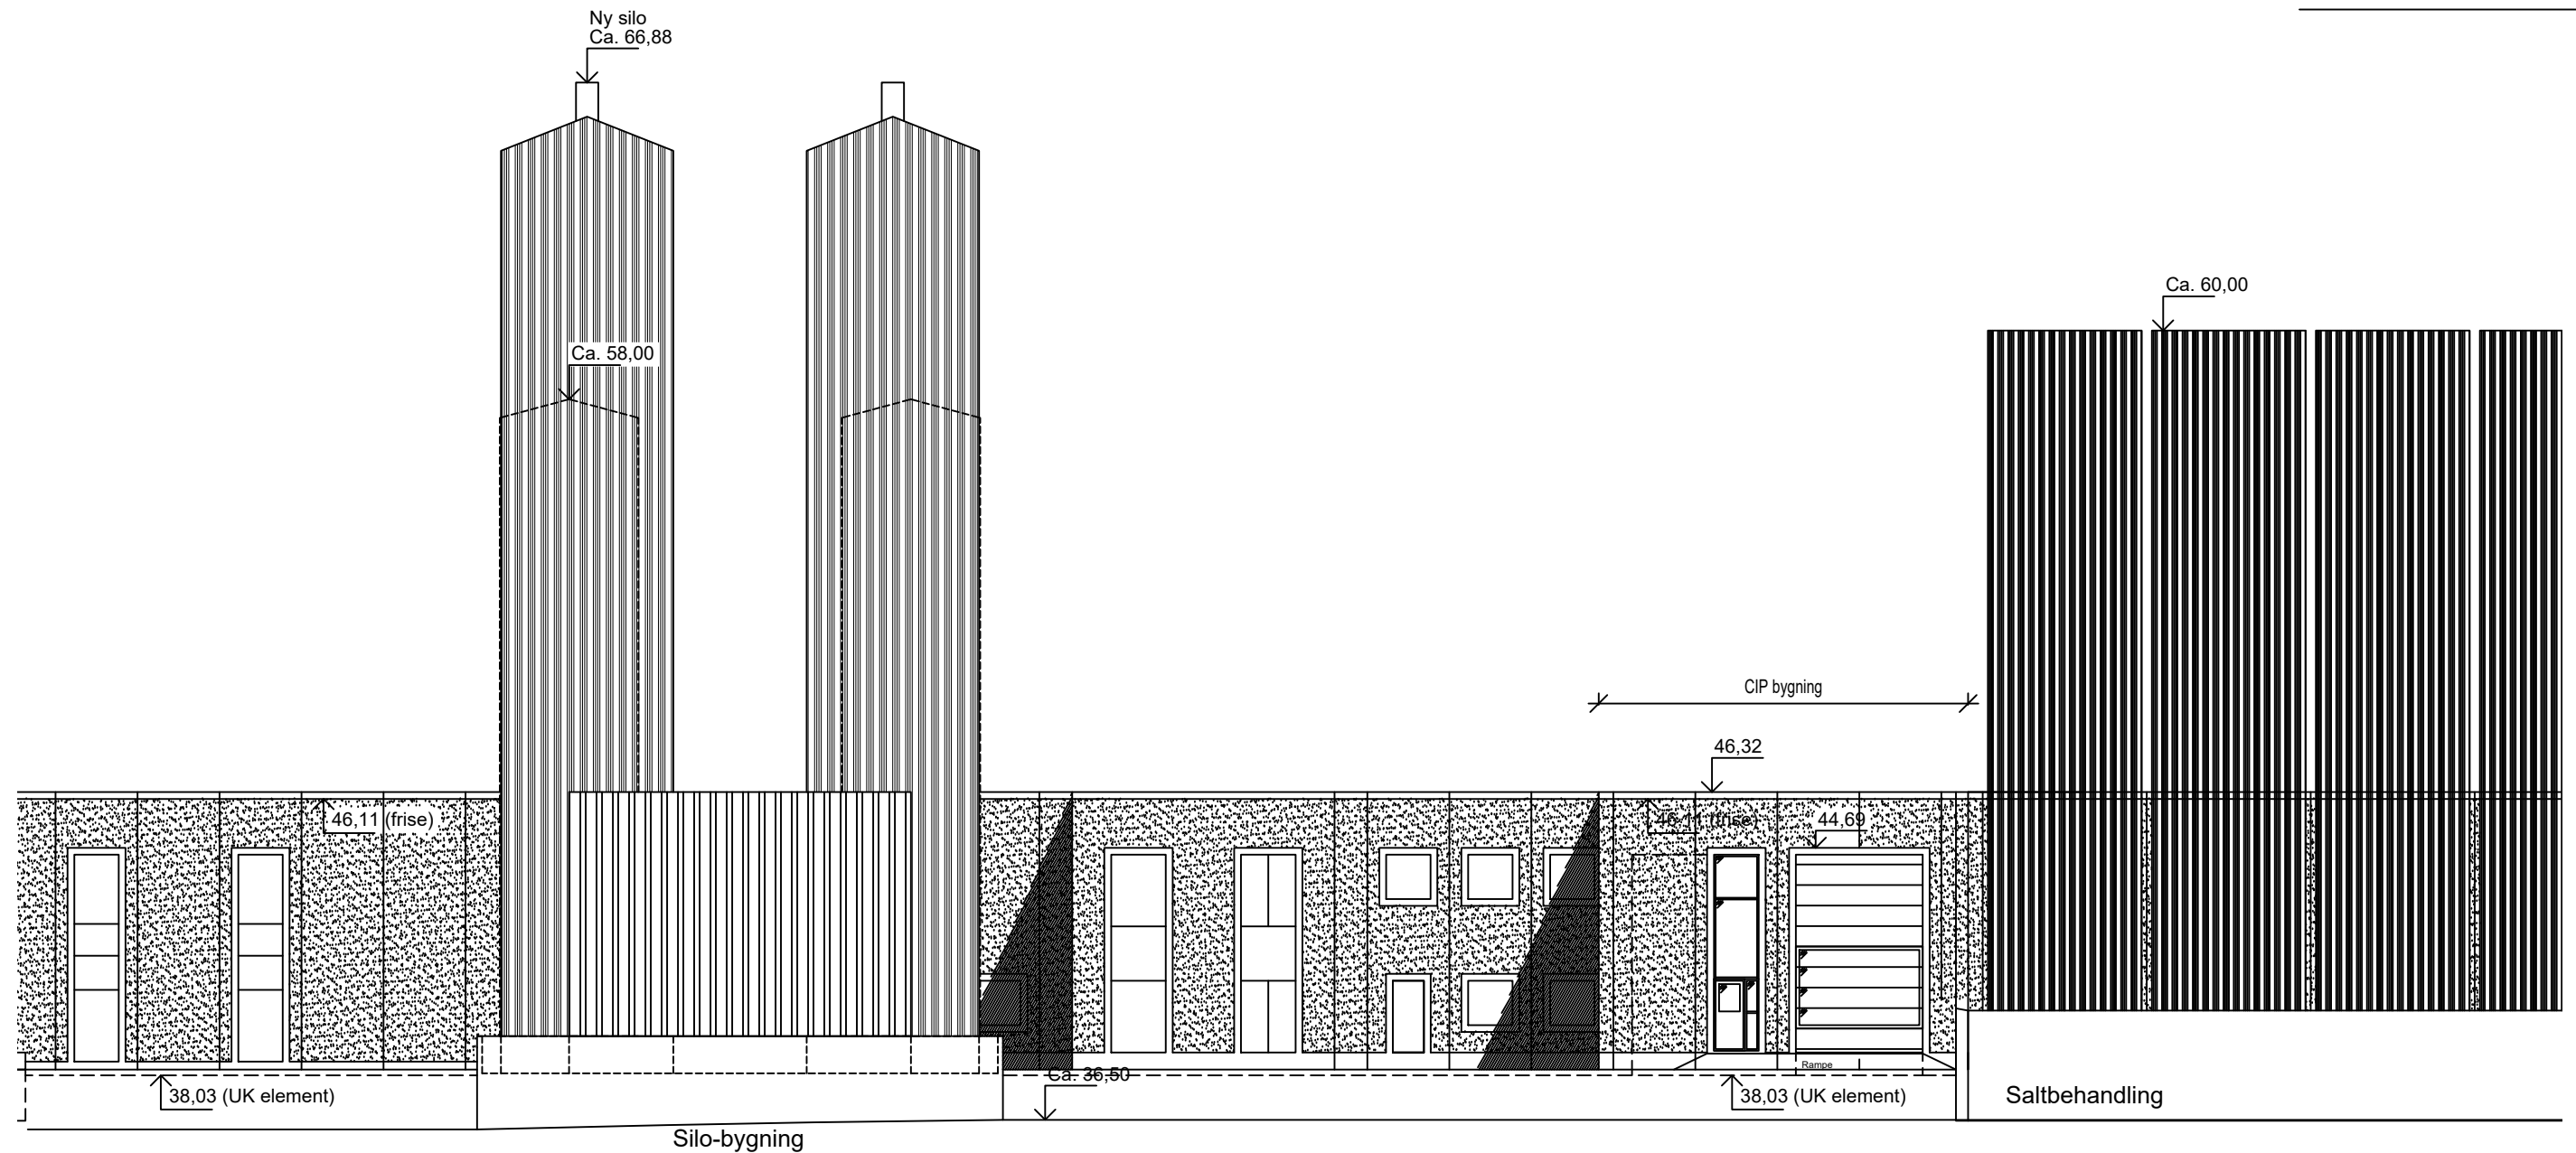 Ny silo
Ca. 66,88
Ca. 60,00
Ca. 58,00
CIP bygning
46,32
46,11 (frise)
46,11 (frise)
44,69
Rampe
Ca. 36,50
38,03 (UK element)
38,03 (UK element)
Saltbehandling
Silo-bygning